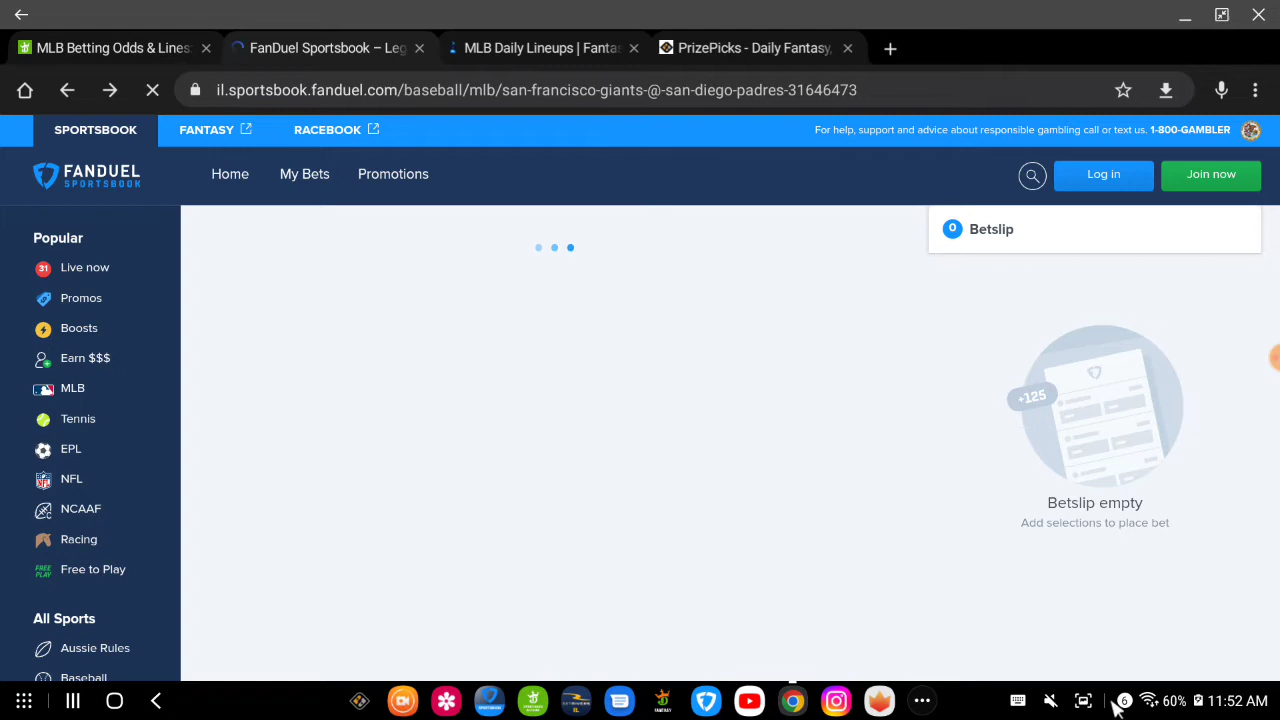 MLB Betting Odds & Lines
FanDuel Sportsbook – Leg
MLB Daily Lineups | Fantas
PrizePicks - Daily Fantasy,
il.sportsbook.fanduel.com/baseball/mlb/san-francisco-giants-@-san-diego-padres-31646473
SPORTSBOOK
FANTASY
RACEBOOK
For help, support and advice about responsible gambling call or text us. 1-800-GAMBLER
FANDUEL
SPORTSBOOK
Home
My Bets
Promotions
Log in
Join now
Popular
31 Live now
Promos
Boosts
Earn $$$
MLB
Tennis
EPL
NFL
NCAAF
Racing
FREE PLAY Free to Play
All Sports
Aussie Rules
Baseball
0 Betslip
+125
Betslip empty
Add selections to place bet
6
60%
11:52 AM